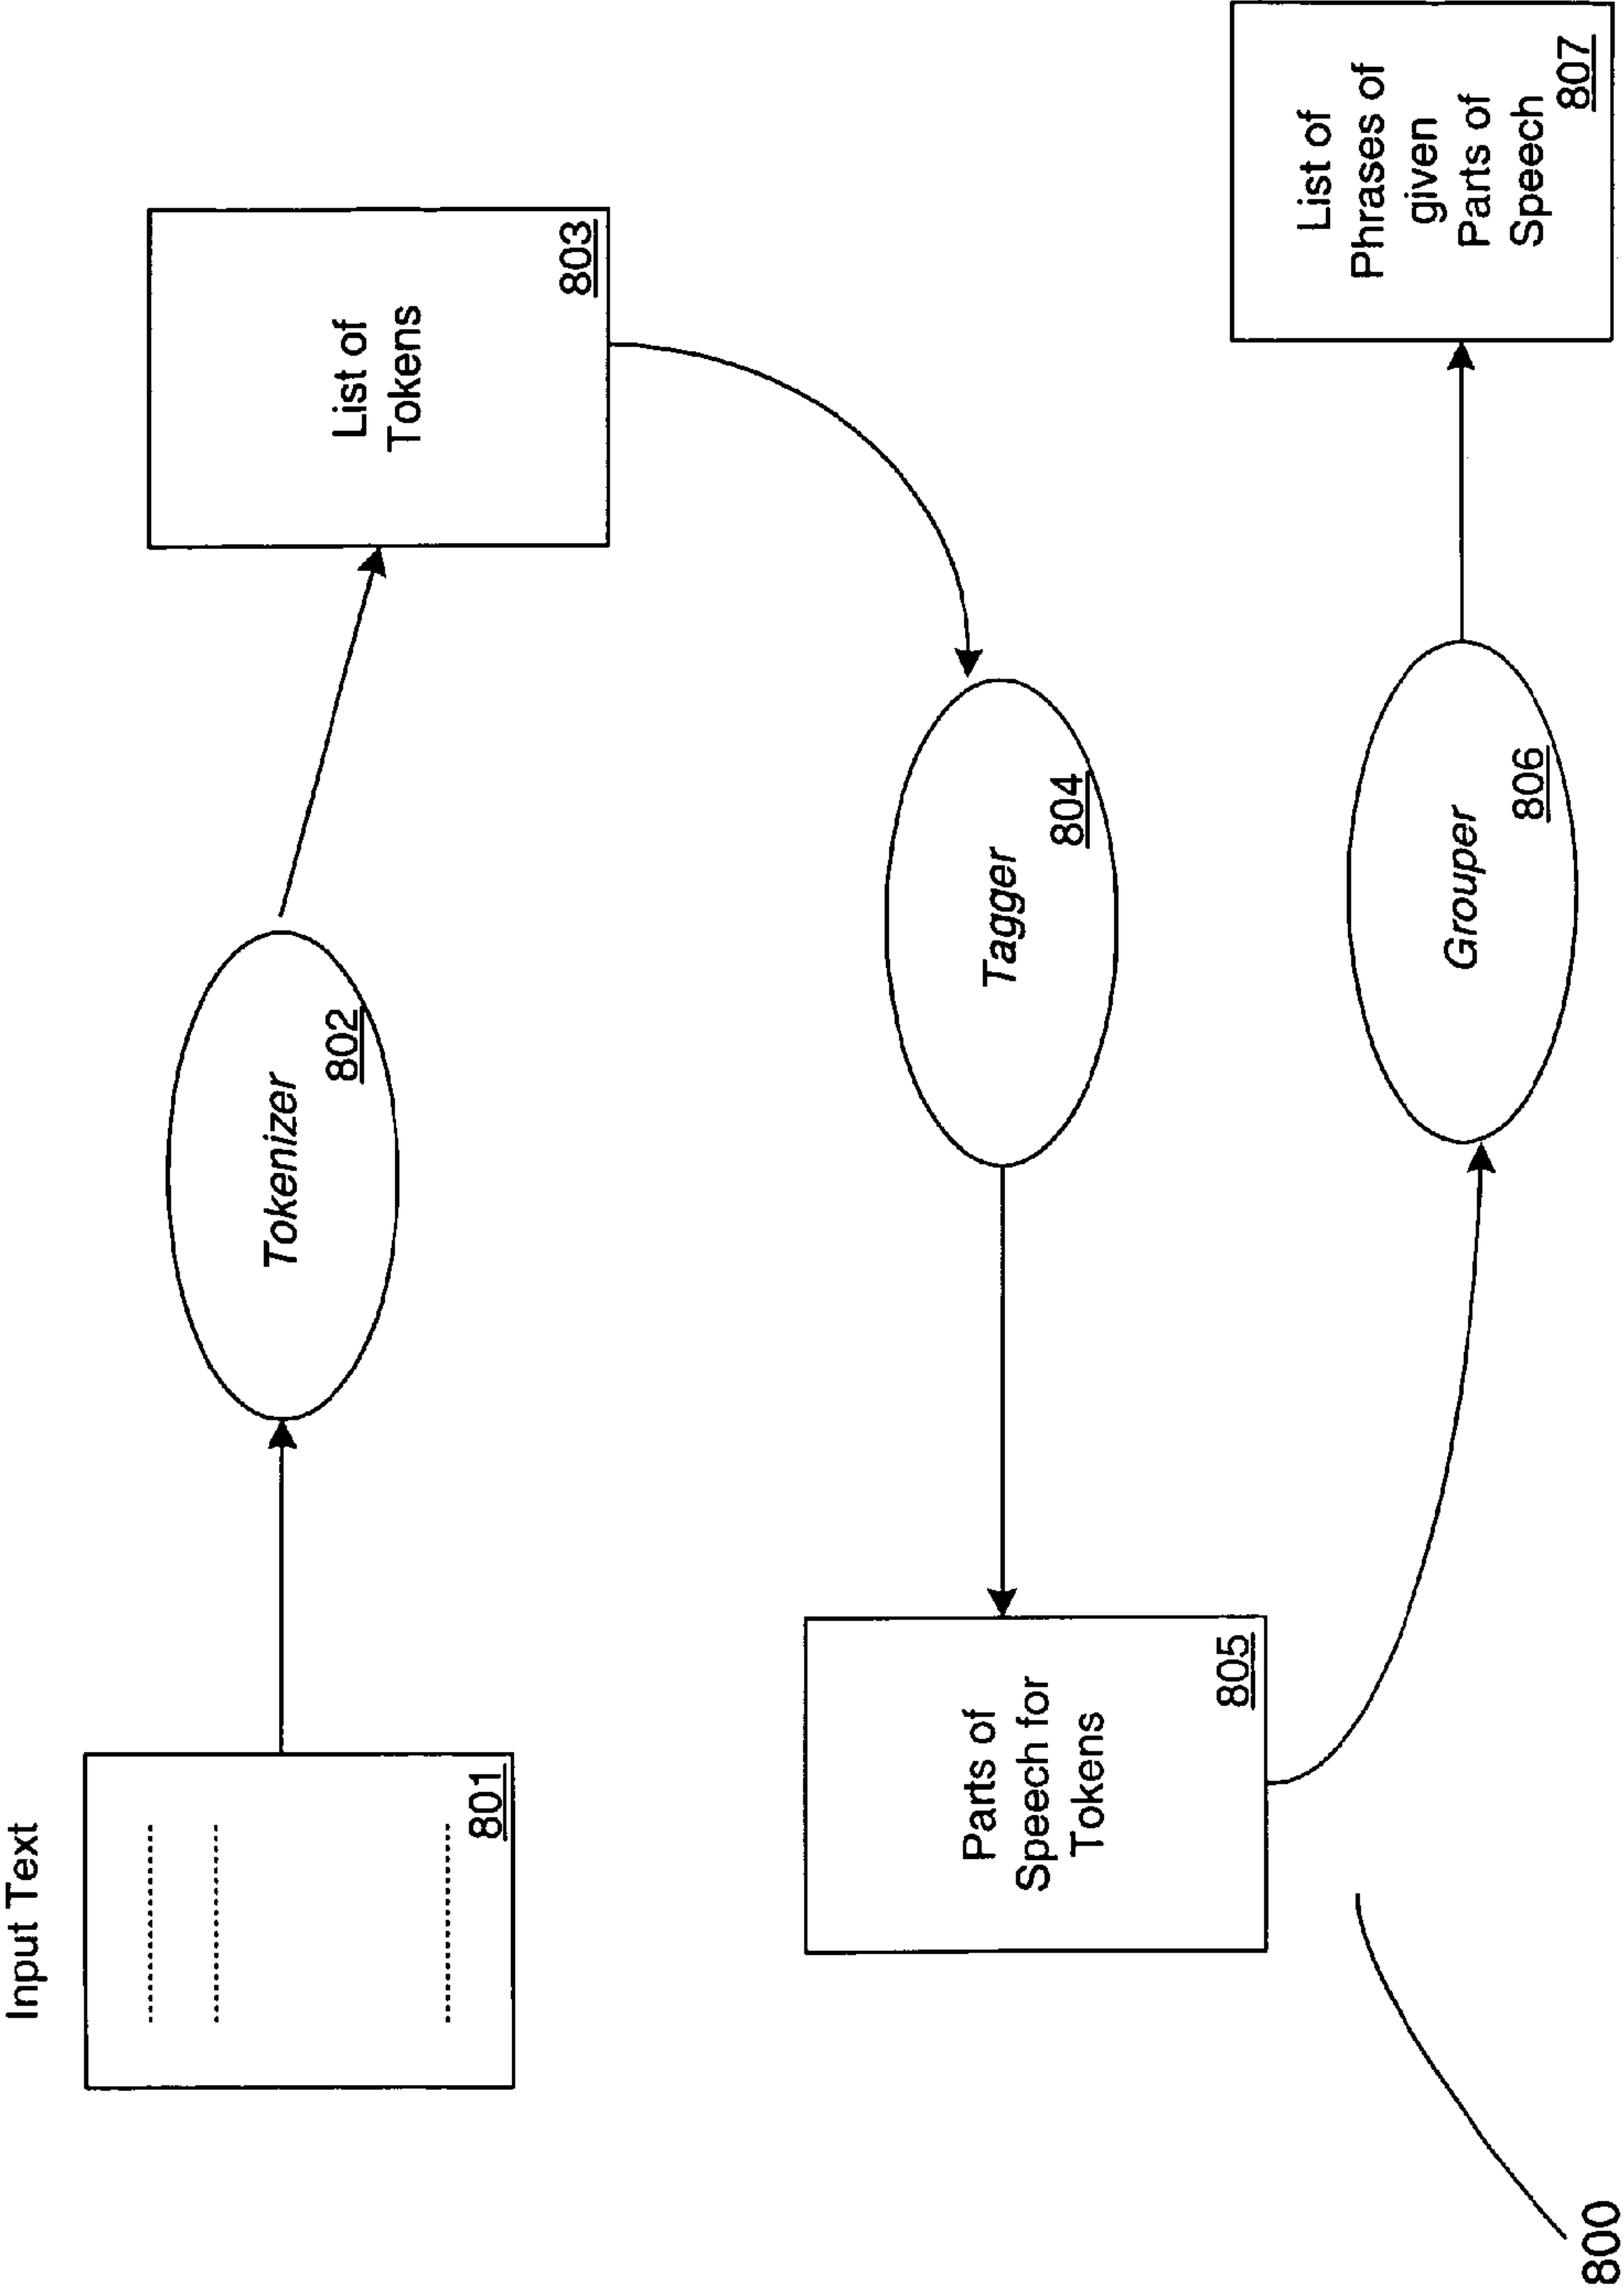 Input Text
801
Tokenizer
802
List of
Tokens
803
Tagger
804
Parts of
Speech for
Tokens
805
Grouper
806
List of
Phrases of
given
Parts of
Speech
807
800